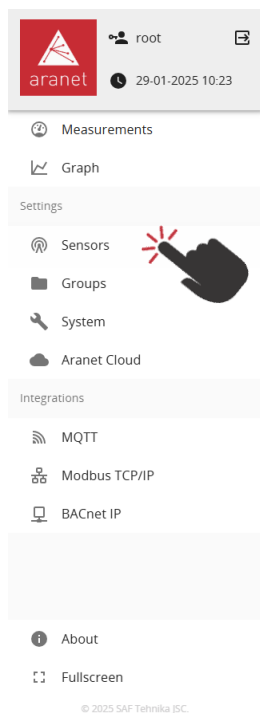 root
aranet
29-01-2025 10:23
Measurements
Graph
Settings
Sensors
Groups
System
Aranet Cloud
Integrations
MQTT
Modbus TCP/IP
BACnet IP
About
Fullscreen
© 2025 SAF Tehnika JSC.